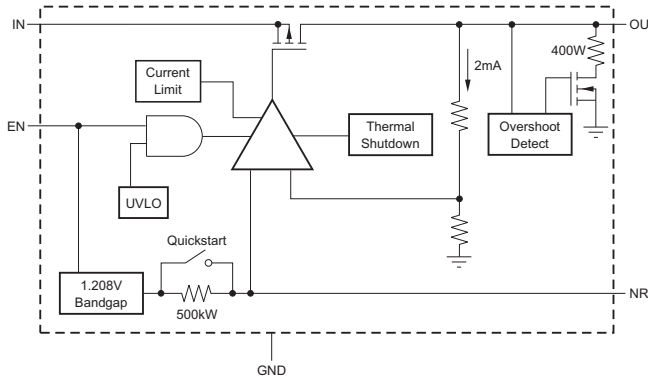 IN
OU
400W
2mA
Current
Limit
EN
Thermal
Shutdown
Overshoot
Detect
UVLO
Quickstart
1.208V
Bandgap
500kW
NR
GND